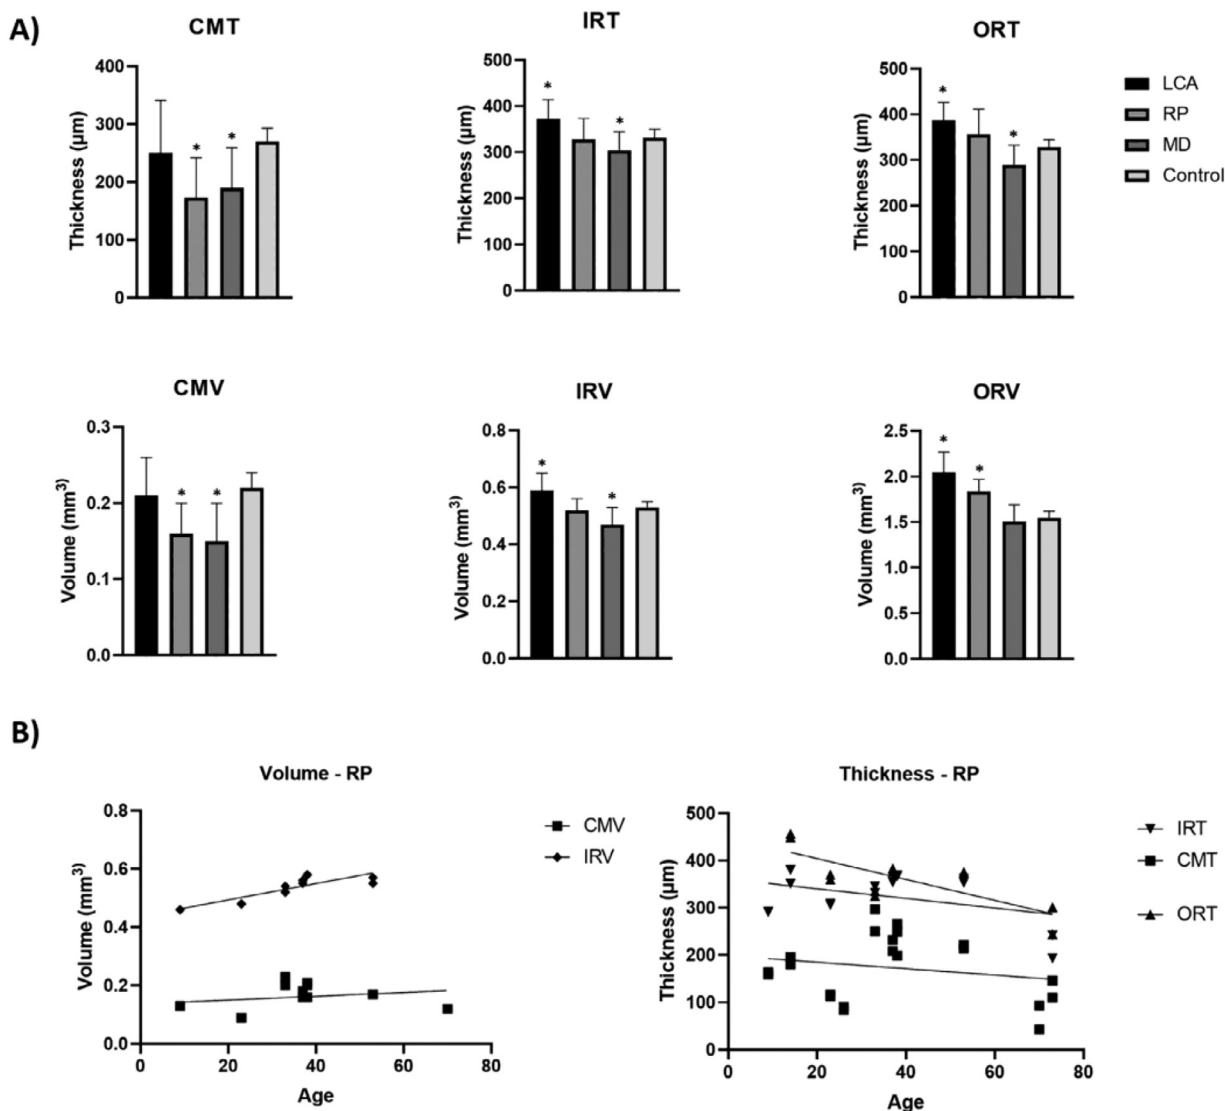 A)
CMT
Thickness (µm)
400
300
200
100
0
*
*
IRT
Thickness (µm)
500
400
300
200
100
0
*
*
ORT
Thickness (µm)
500
400
300
200
100
0
*
*
LCA
RP
MD
Control
CMV
Volume (mm³)
0.3
0.2
0.1
0.0
*
*
IRV
Volume (mm³)
0.8
0.6
0.4
0.2
0.0
*
*
ORV
Volume (mm³)
2.5
2.0
1.5
1.0
0.5
0.0
*
*
B)
Volume - RP
Volume (mm³)
0.8
0.6
0.4
0.2
0.0
0 20 40 60 80
Age
CMV
IRV
Thickness - RP
Thickness (µm)
500
400
300
200
100
0
0 20 40 60 80
Age
IRT
CMT
ORT